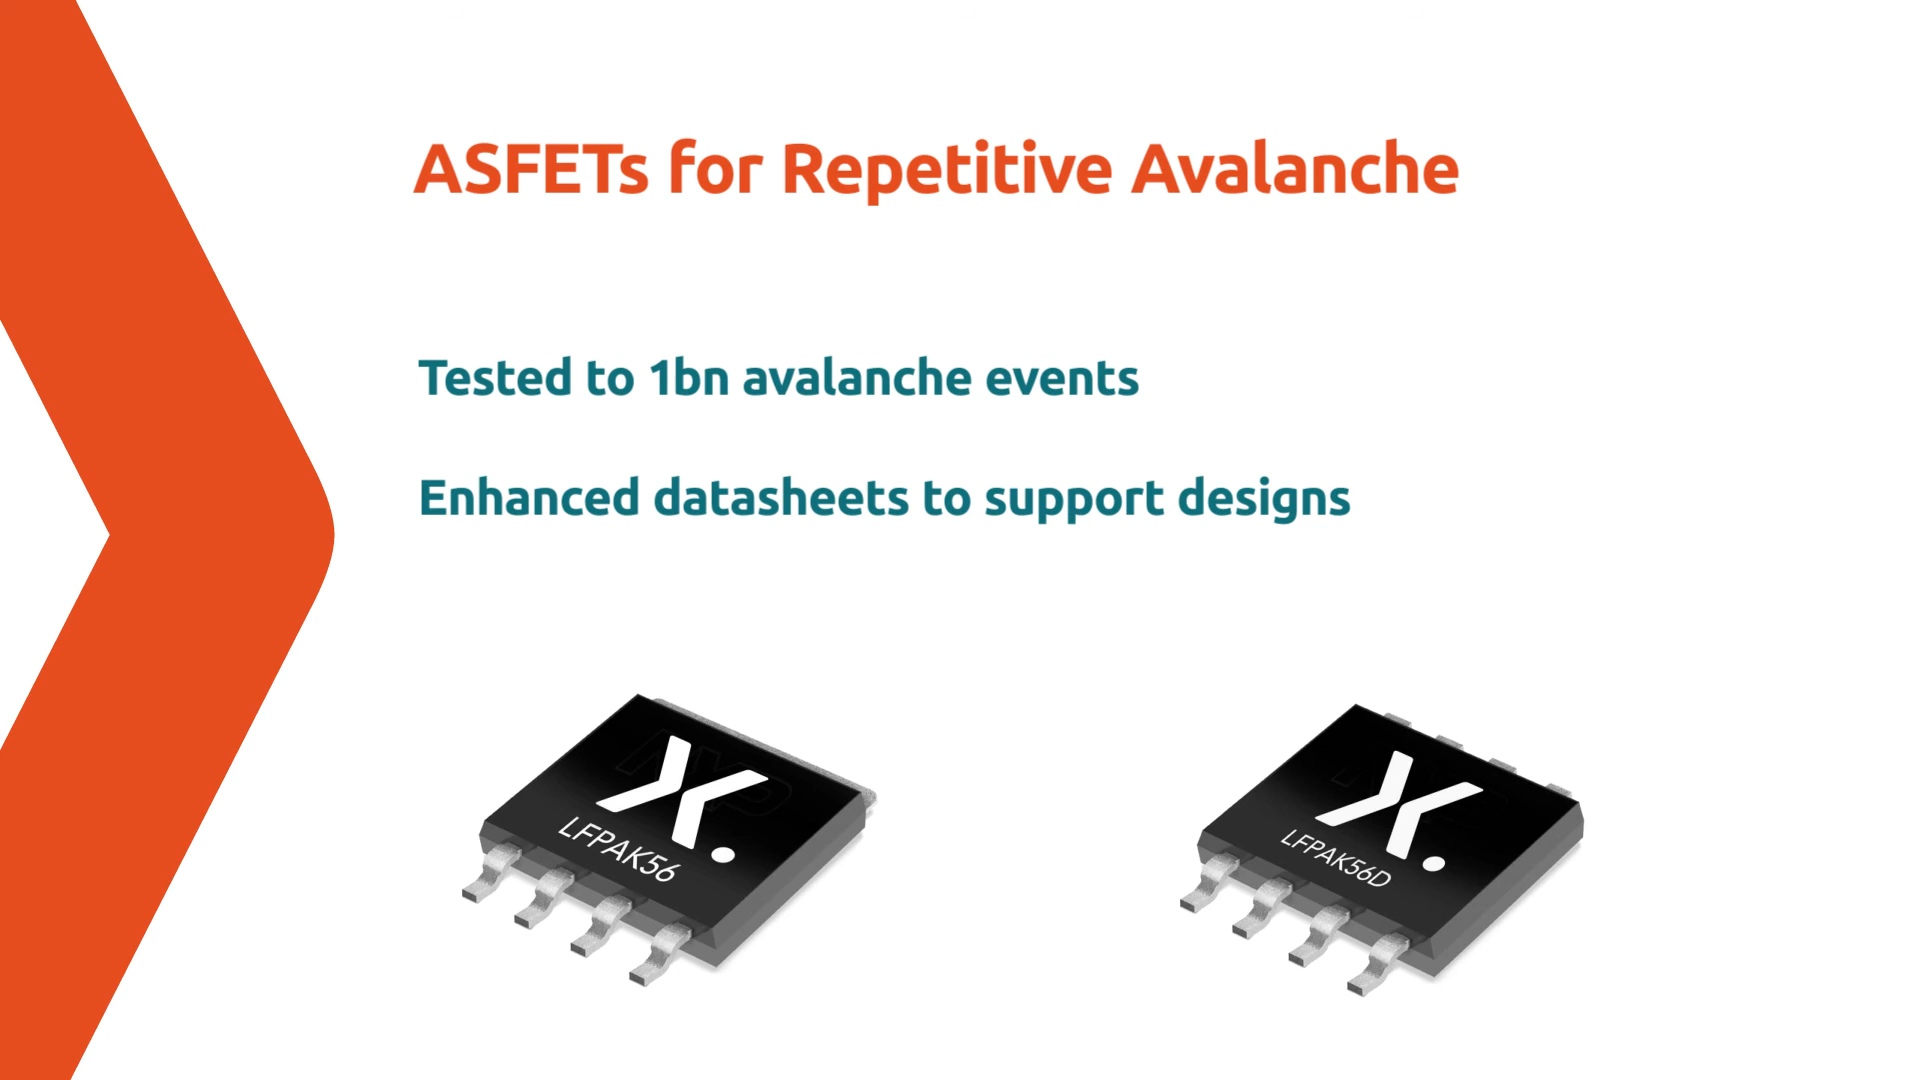 ASFETs for Repetitive Avalanche
Tested to 1bn avalanche events
Enhanced datasheets to support designs
LFPAK56
LFPAK56D